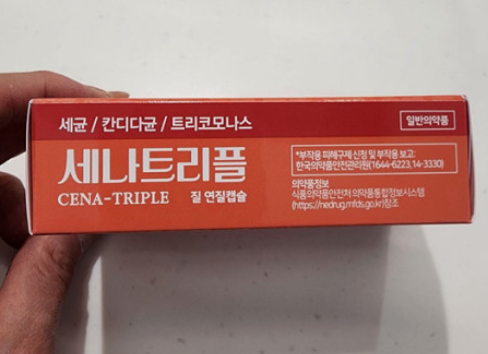 세균 / 칸디다균 / 트리코모나스
일반의약품
세나트리플
CENA-TRIPLE 질 연질캡슐
*부작용 피해구제 신청 및 부작용 보고:
한국의약품안전관리원(1644-6223,14-3330)
의약품정보
식품의약품안전처 의약품통합정보시스템
(https://nedrug.mfds.go.kr)참조